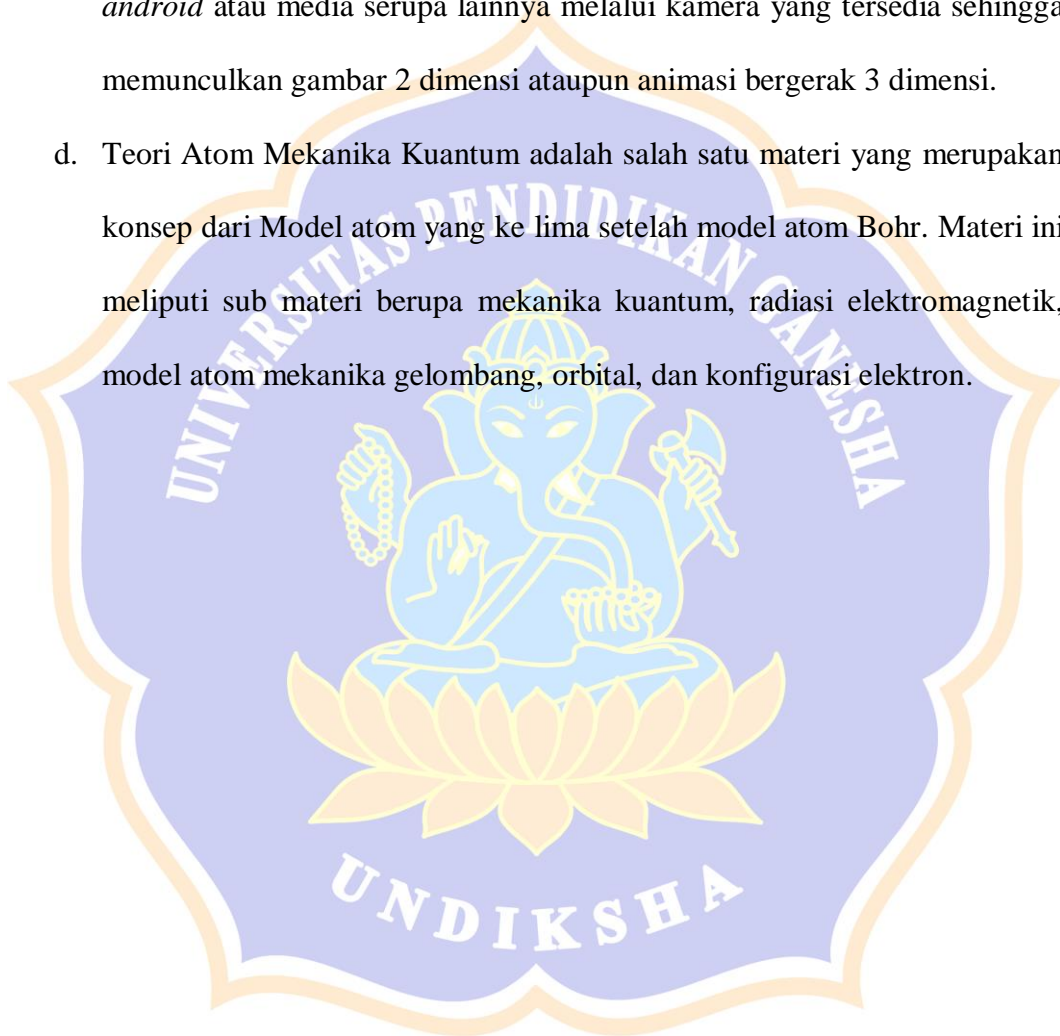 android atau media serupa lainnya melalui kamera yang tersedia sehingga
memunculkan gambar 2 dimensi ataupun animasi bergerak 3 dimensi.
d. Teori Atom Mekanika Kuantum adalah salah satu materi yang merupakan
konsep dari Model atom yang ke lima setelah model atom Bohr. Materi ini
meliputi sub materi berupa mekanika kuantum, radiasi elektromagnetik,
model atom mekanika gelombang, orbital, dan konfigurasi elektron.
UNIVERSITAS PENDIDIKAN GANESHA
UNDIKSHA